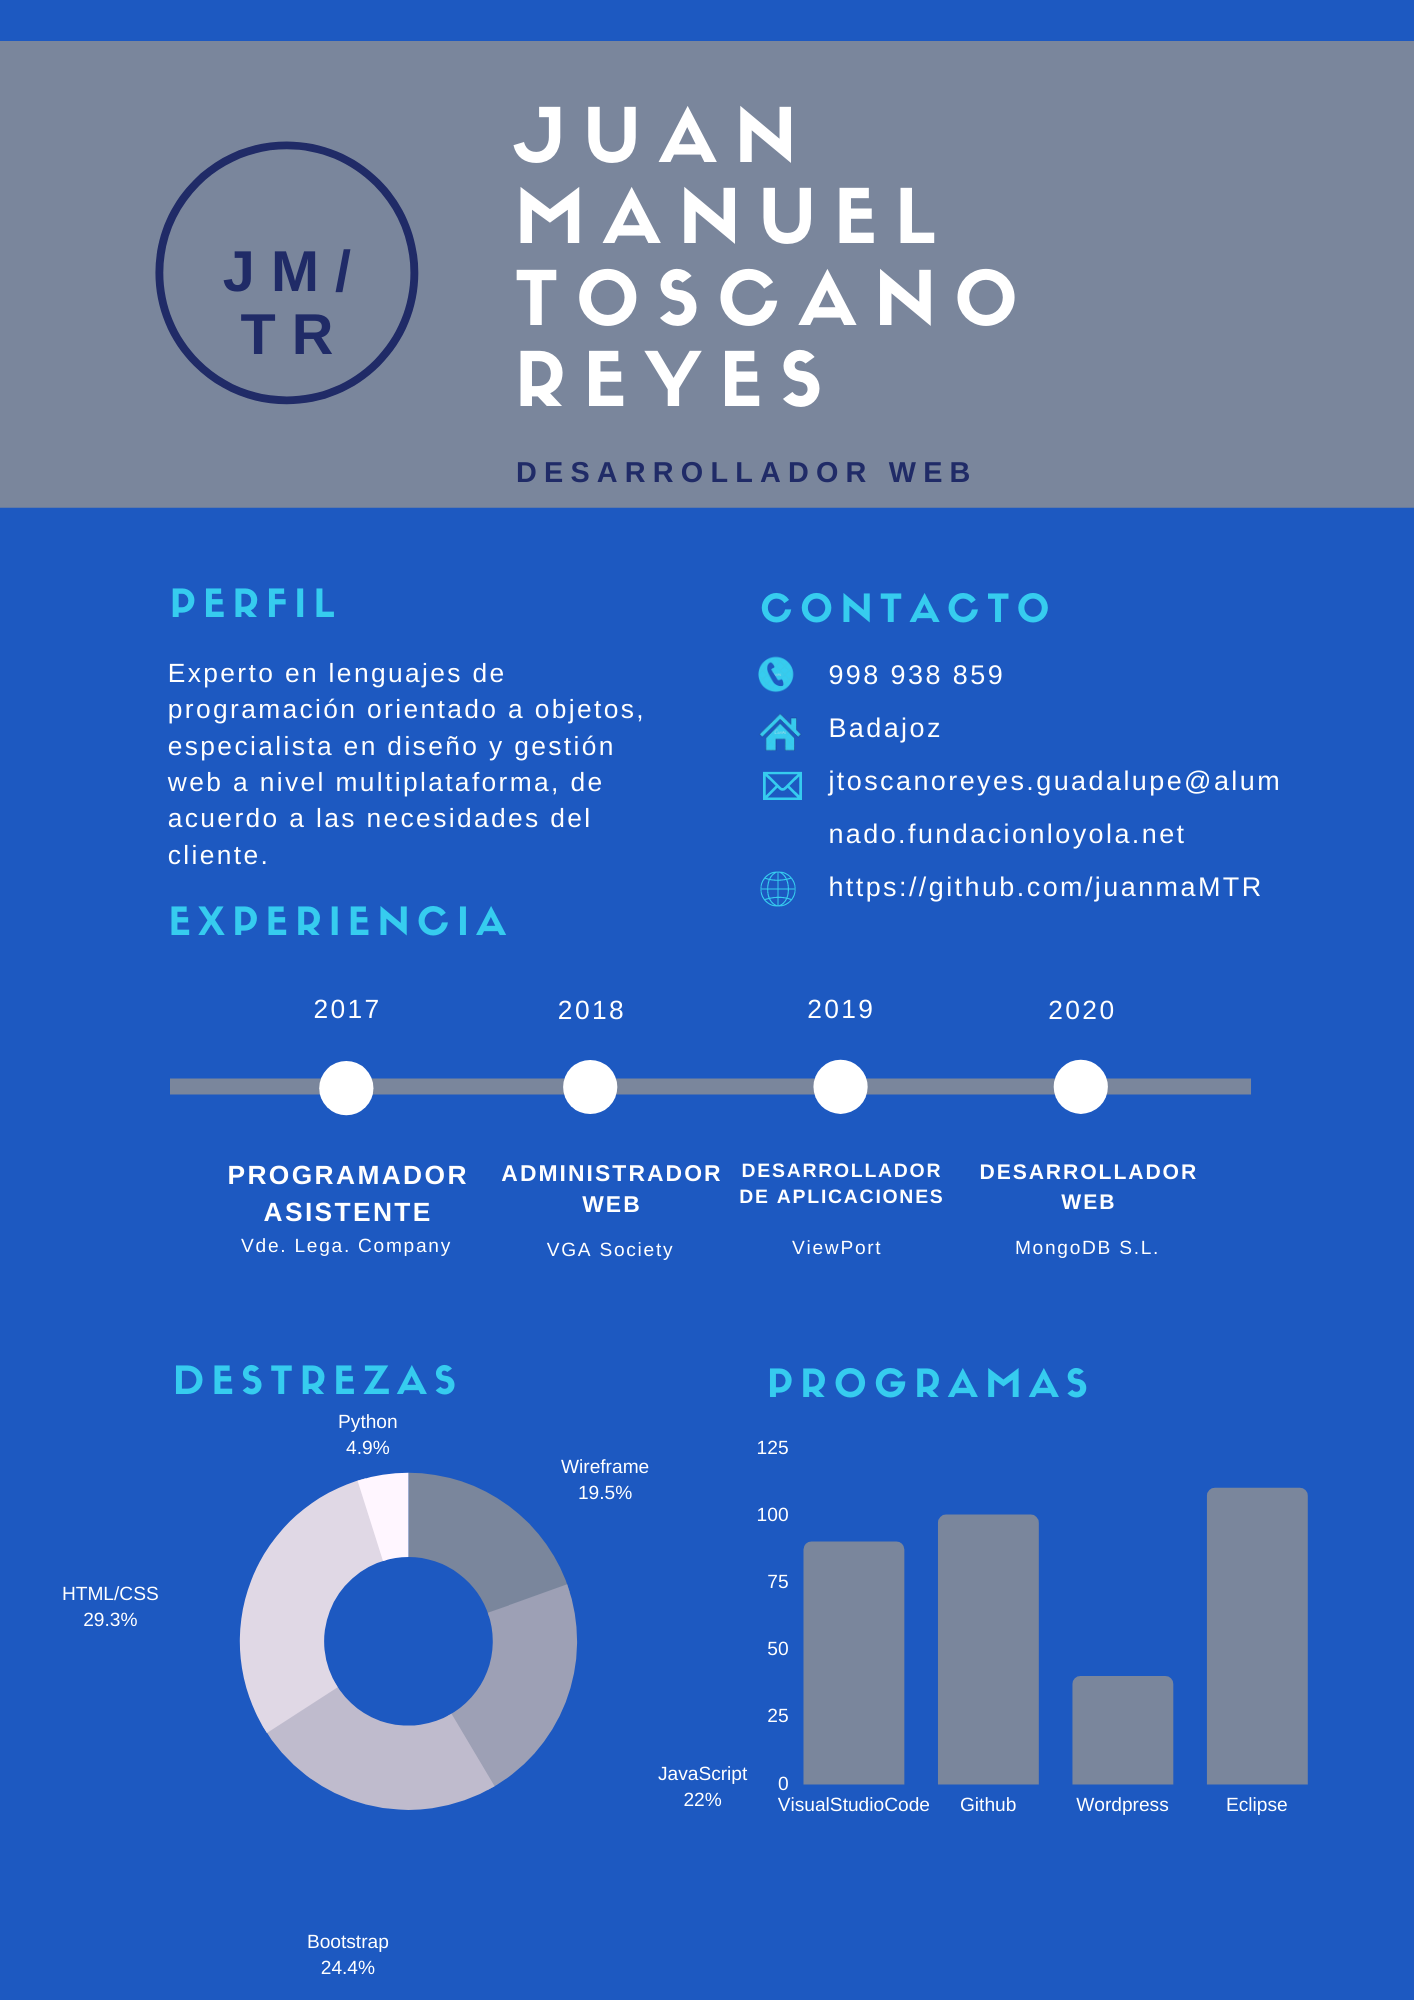 JM/
TR
JUAN
MANUEL
TOSCANO
REYES
DESARROLLADOR WEB
PERFIL
Experto en lenguajes de
programación orientado a objetos,
especialista en diseño y gestión
web a nivel multiplataforma, de
acuerdo a las necesidades del
cliente.
CONTACTO
998 938 859
Badajoz
jtoscanoreyes.guadalupe@alum
nado.fundacionloyola.net
https://github.com/juanmaMTR
EXPERIENCIA
2017
2018
2019
2020
PROGRAMADOR
ASISTENTE
Vde. Lega. Company
ADMINISTRADOR
WEB
VGA Society
DESARROLLADOR
DE APLICACIONES
ViewPort
DESARROLLADOR
WEB
MongoDB S.L.
DESTREZAS
Python
4.9%
Wireframe
19.5%
HTML/CSS
29.3%
JavaScript
22%
Bootstrap
24.4%
PROGRAMAS
125
100
75
50
25
0
VisualStudioCode
Github
Wordpress
Eclipse